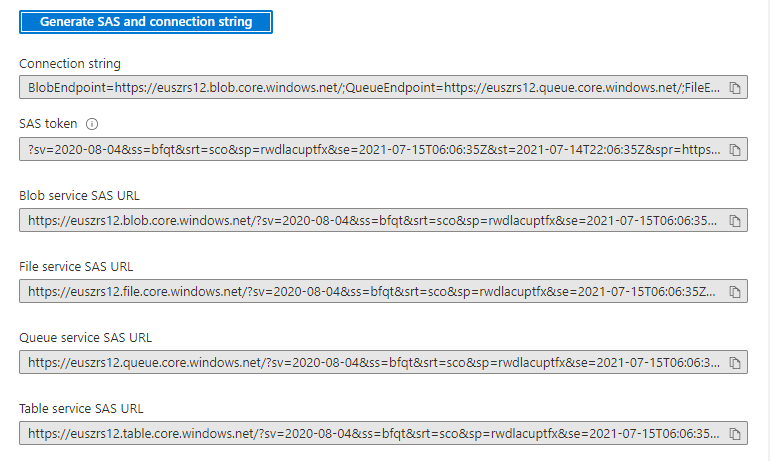 Generate SAS and connection string
Connection string
BlobEndpoint=https://euszrs12.blob.core.windows.net/;QueueEndpoint=https://euszrs12.queue.core.windows.net/;FileE...
SAS token
?sv=2020-08-04&ss=bfqt&srt=sco&sp=rwdlacuptfx&se=2021-07-15T06:06:35Z&st=2021-07-14T22:06:35Z&spr=https...
Blob service SAS URL
https://euszrs12.blob.core.windows.net/?sv=2020-08-04&ss=bfqt&srt=sco&sp=rwdlacuptfx&se=2021-07-15T06:06:35...
File service SAS URL
https://euszrs12.file.core.windows.net/?sv=2020-08-04&ss=bfqt&srt=sco&sp=rwdlacuptfx&se=2021-07-15T06:06:35Z...
Queue service SAS URL
https://euszrs12.queue.core.windows.net/?sv=2020-08-04&ss=bfqt&srt=sco&sp=rwdlacuptfx&se=2021-07-15T06:06:3...
Table service SAS URL
https://euszrs12.table.core.windows.net/?sv=2020-08-04&ss=bfqt&srt=sco&sp=rwdlacuptfx&se=2021-07-15T06:06:35...